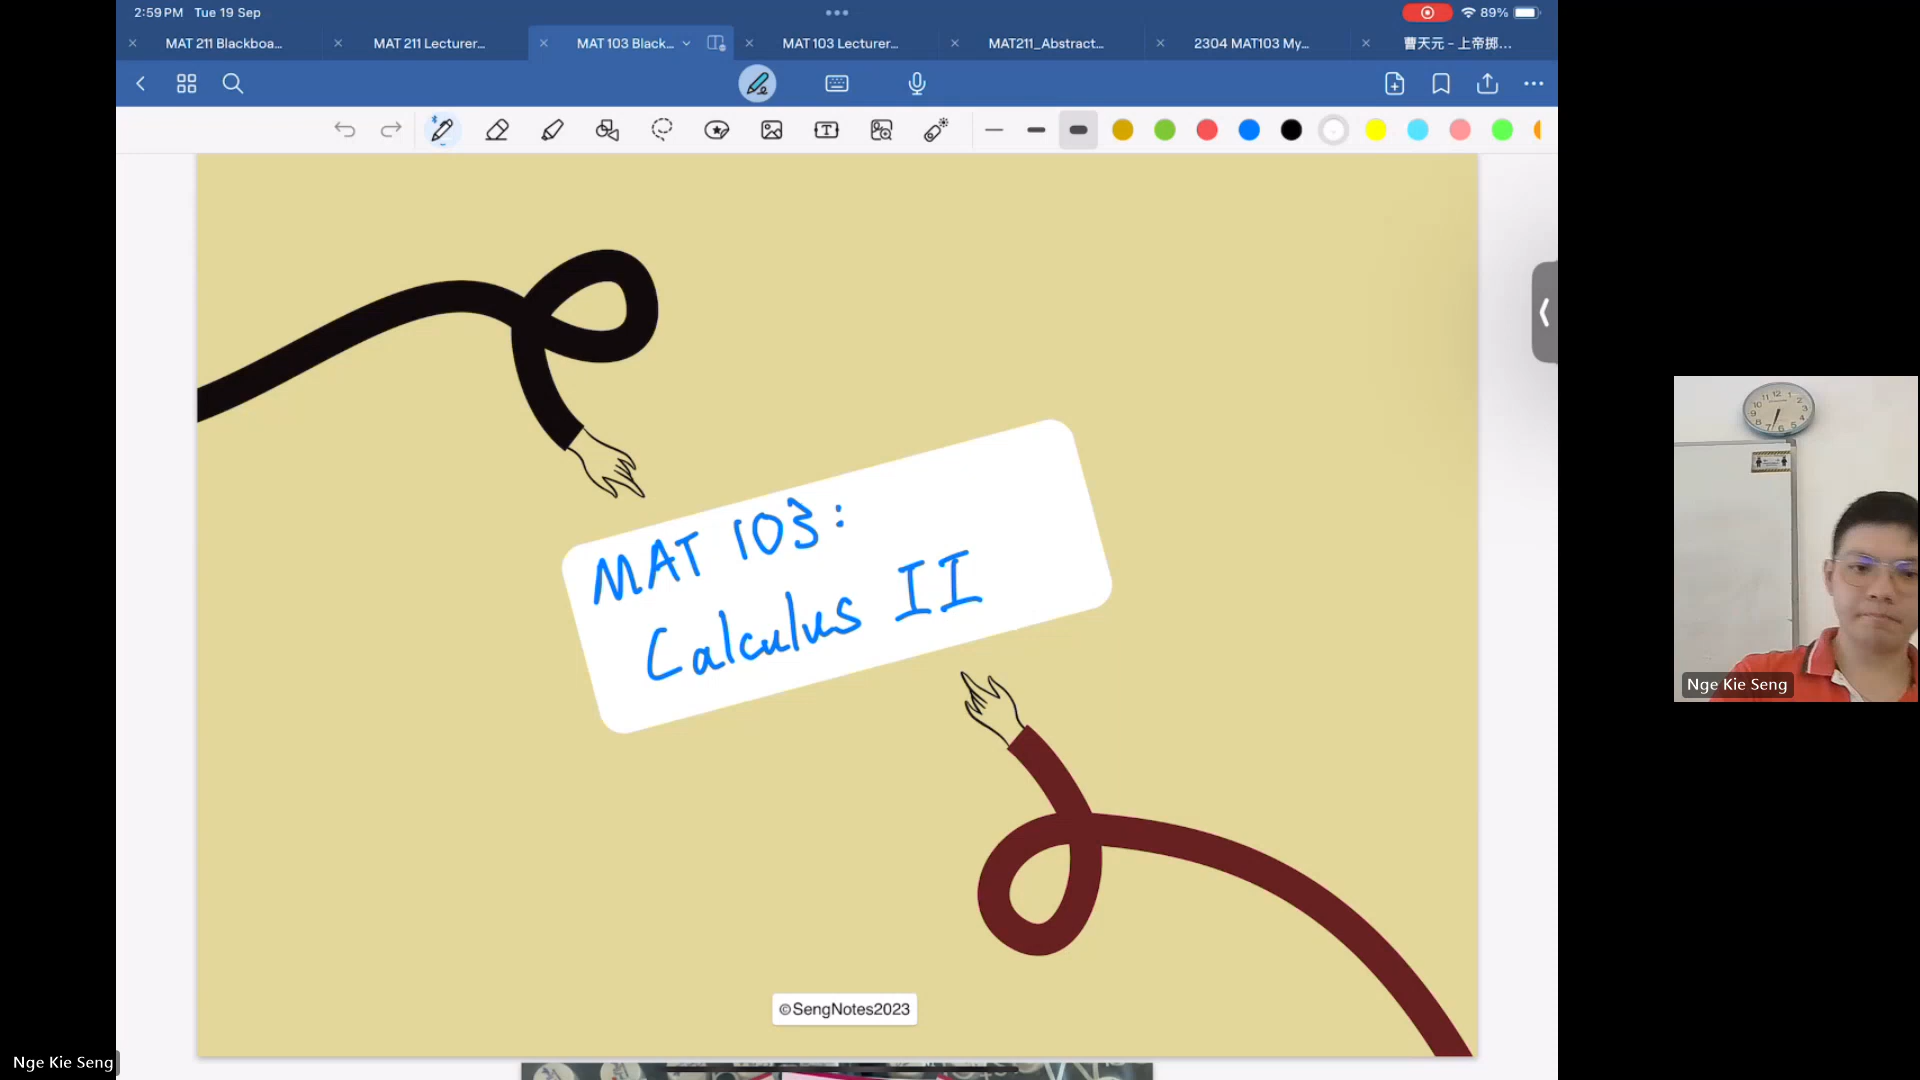 2:59 PM Tue 19 Sep
89%
MAT 211 Blackboa...
MAT 211 Lecturer...
MAT 103 Black...
MAT 103 Lecturer...
MAT211_Abstract...
2304 MAT103 My...
曹天元 - 上帝掷...
MAT 103:
Calculus II
©SengNotes2023
Nge Kie Seng
Nge Kie Seng